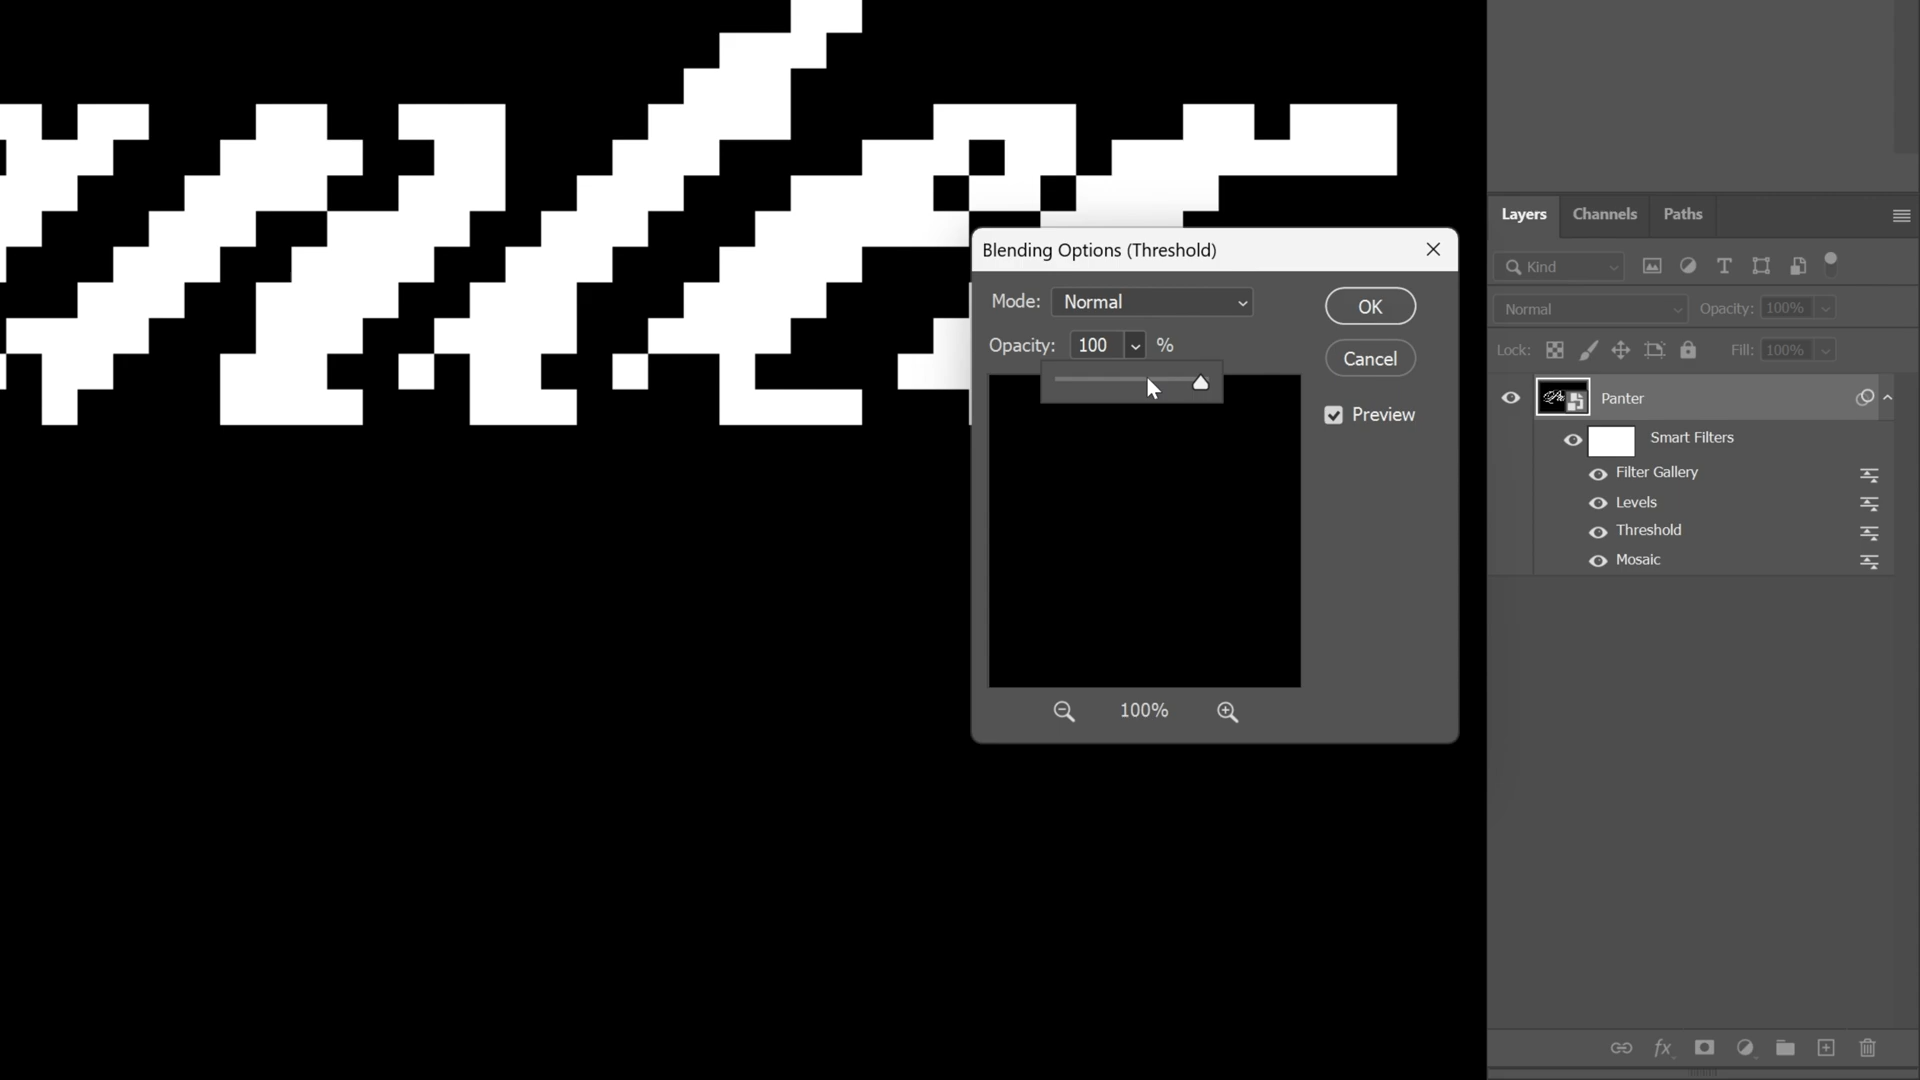 Layers Channels Paths
Kind
Normal Opacity: 100%
Lock: Fill: 100%
Panter
Smart Filters
Filter Gallery
Levels
Threshold
Mosaic
fx
Blending Options (Threshold)
Mode: Normal
OK
Opacity: 100 %
Cancel
Preview
100%